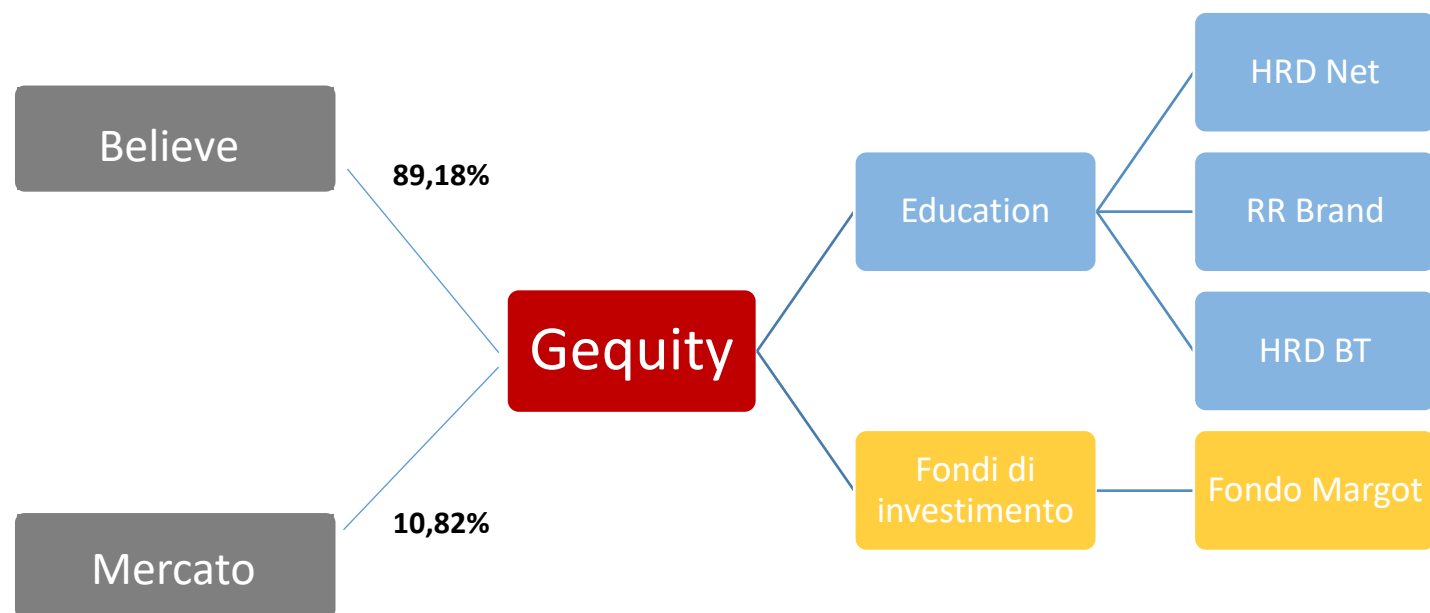 Believe
89,18%
Mercato
10,82%
Gequity
Education
Fondi di
investimento
HRD Net
RR Brand
HRD BT
Fondo Margot